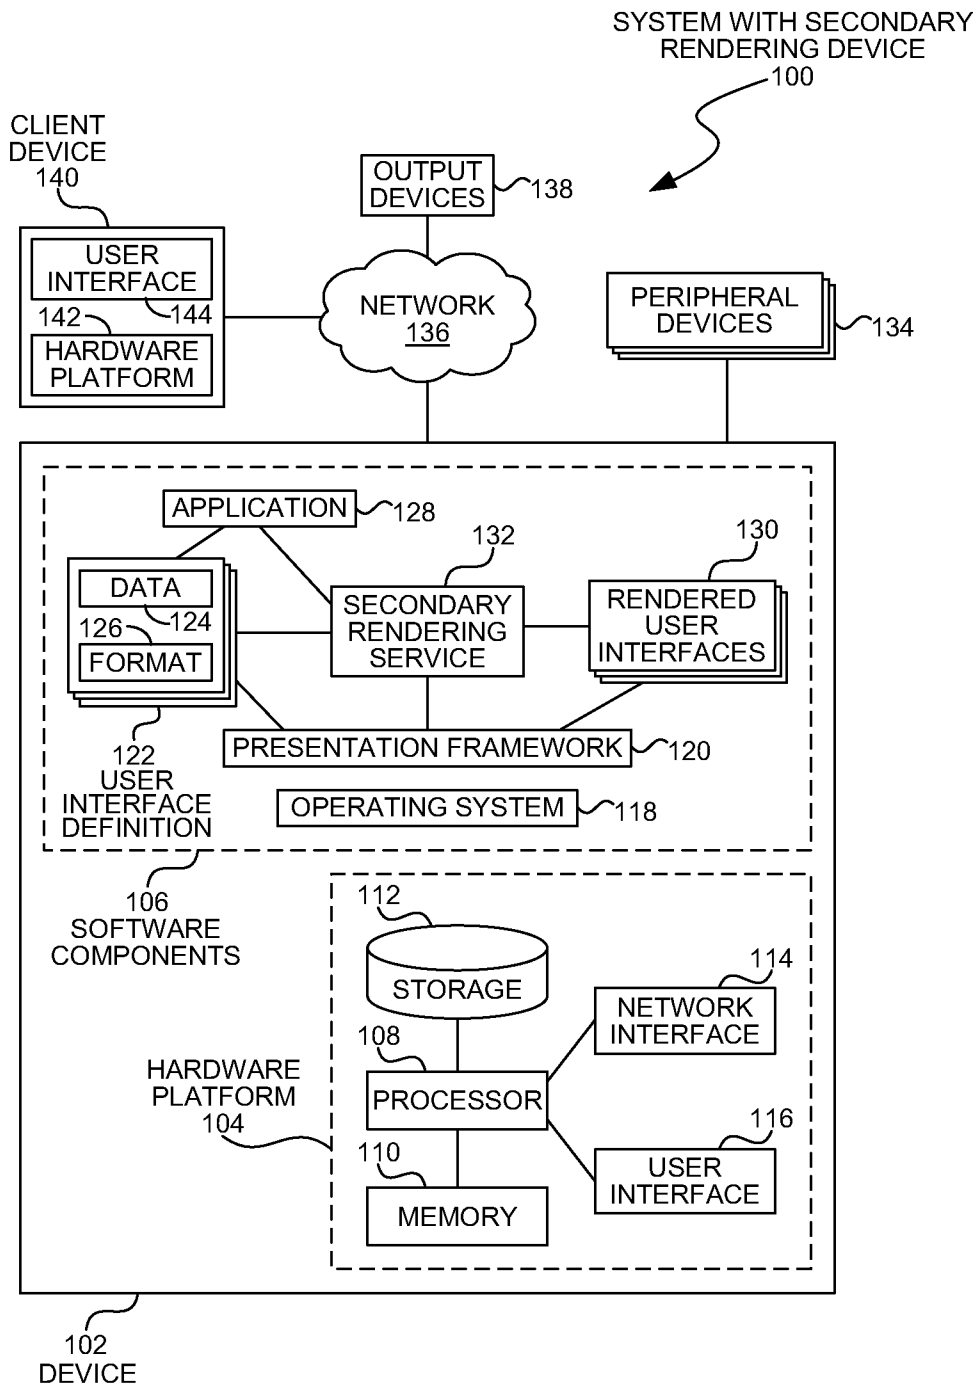 SYSTEM WITH SECONDARY
RENDERING DEVICE
100
CLIENT
DEVICE
140
OUTPUT
DEVICES
138
USER
INTERFACE
144
142
HARDWARE
PLATFORM
NETWORK
136
PERIPHERAL
DEVICES
134
APPLICATION
128
132
130
DATA
124
126
FORMAT
SECONDARY
RENDERING
SERVICE
RENDERED
USER
INTERFACES
122
USER
INTERFACE
DEFINITION
PRESENTATION FRAMEWORK
120
OPERATING SYSTEM
118
106
SOFTWARE
COMPONENTS
112
STORAGE
114
NETWORK
INTERFACE
108
PROCESSOR
HARDWARE
PLATFORM
104
116
USER
INTERFACE
110
MEMORY
102
DEVICE